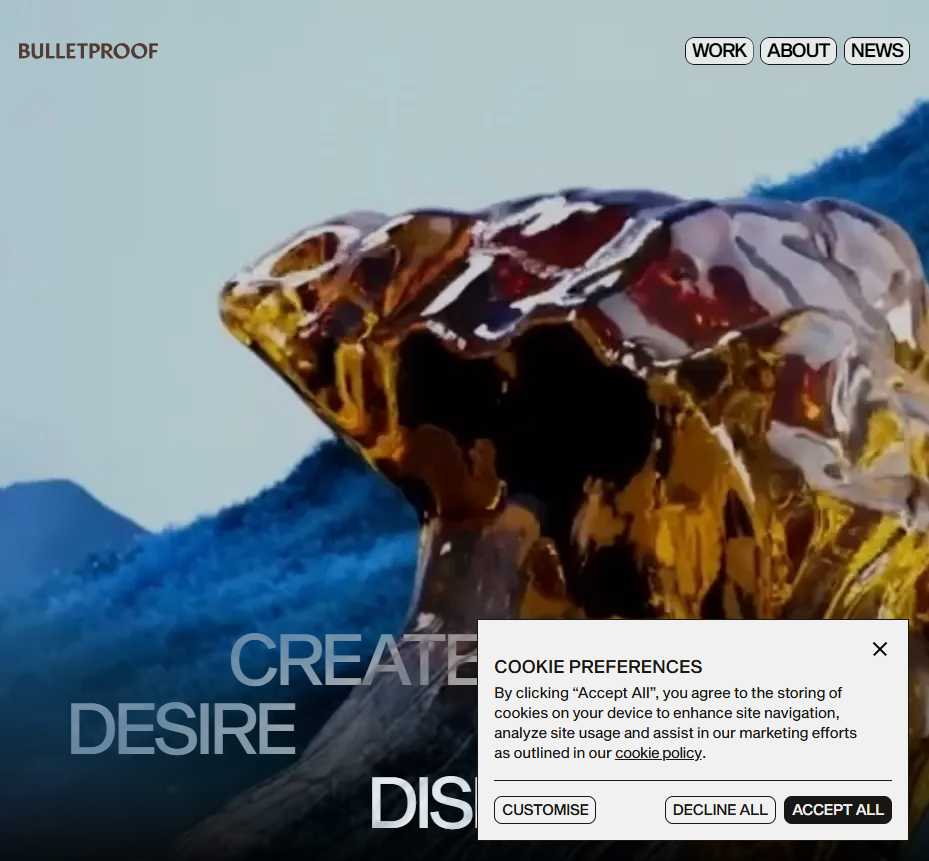 BULLETPROOF
WORK ABOUT NEWS
CREATE
DESIRE
COOKIE PREFERENCES
By clicking “Accept All”, you agree to the storing of
cookies on your device to enhance site navigation,
analyze site usage and assist in our marketing efforts
as outlined in our cookie policy.
CUSTOMISE DECLINE ALL ACCEPT ALL